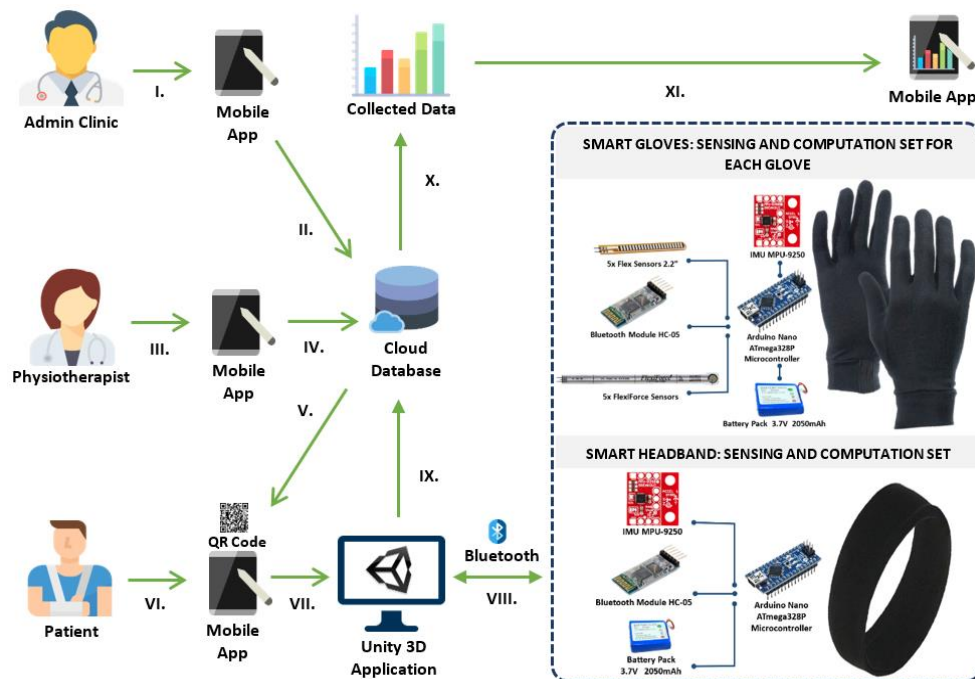 I.
Admin Clinic
Mobile
App
Collected Data
XI.
Mobile App
II.
X.
III.
Physiotherapist
Mobile
App
IV.
Cloud
Database
V.
IX.
QR Code
VI.
Patient
Mobile
App
VII.
Unity 3D
Application
Bluetooth
VIII.
SMART GLOVES: SENSING AND COMPUTATION SET FOR
EACH GLOVE
IMU MPU-9250
5x Flex Sensors 2.2"
Bluetooth Module HC-05
Arduino Nano
ATmega328P
Microcontroller
5x FlexiForce Sensors
Battery Pack 3.7V 2050mAh
SMART HEADBAND: SENSING AND COMPUTATION SET
IMU MPU-9250
Bluetooth Module HC-05
Arduino Nano
ATmega328P
Microcontroller
Battery Pack
3.7V 2050mAh